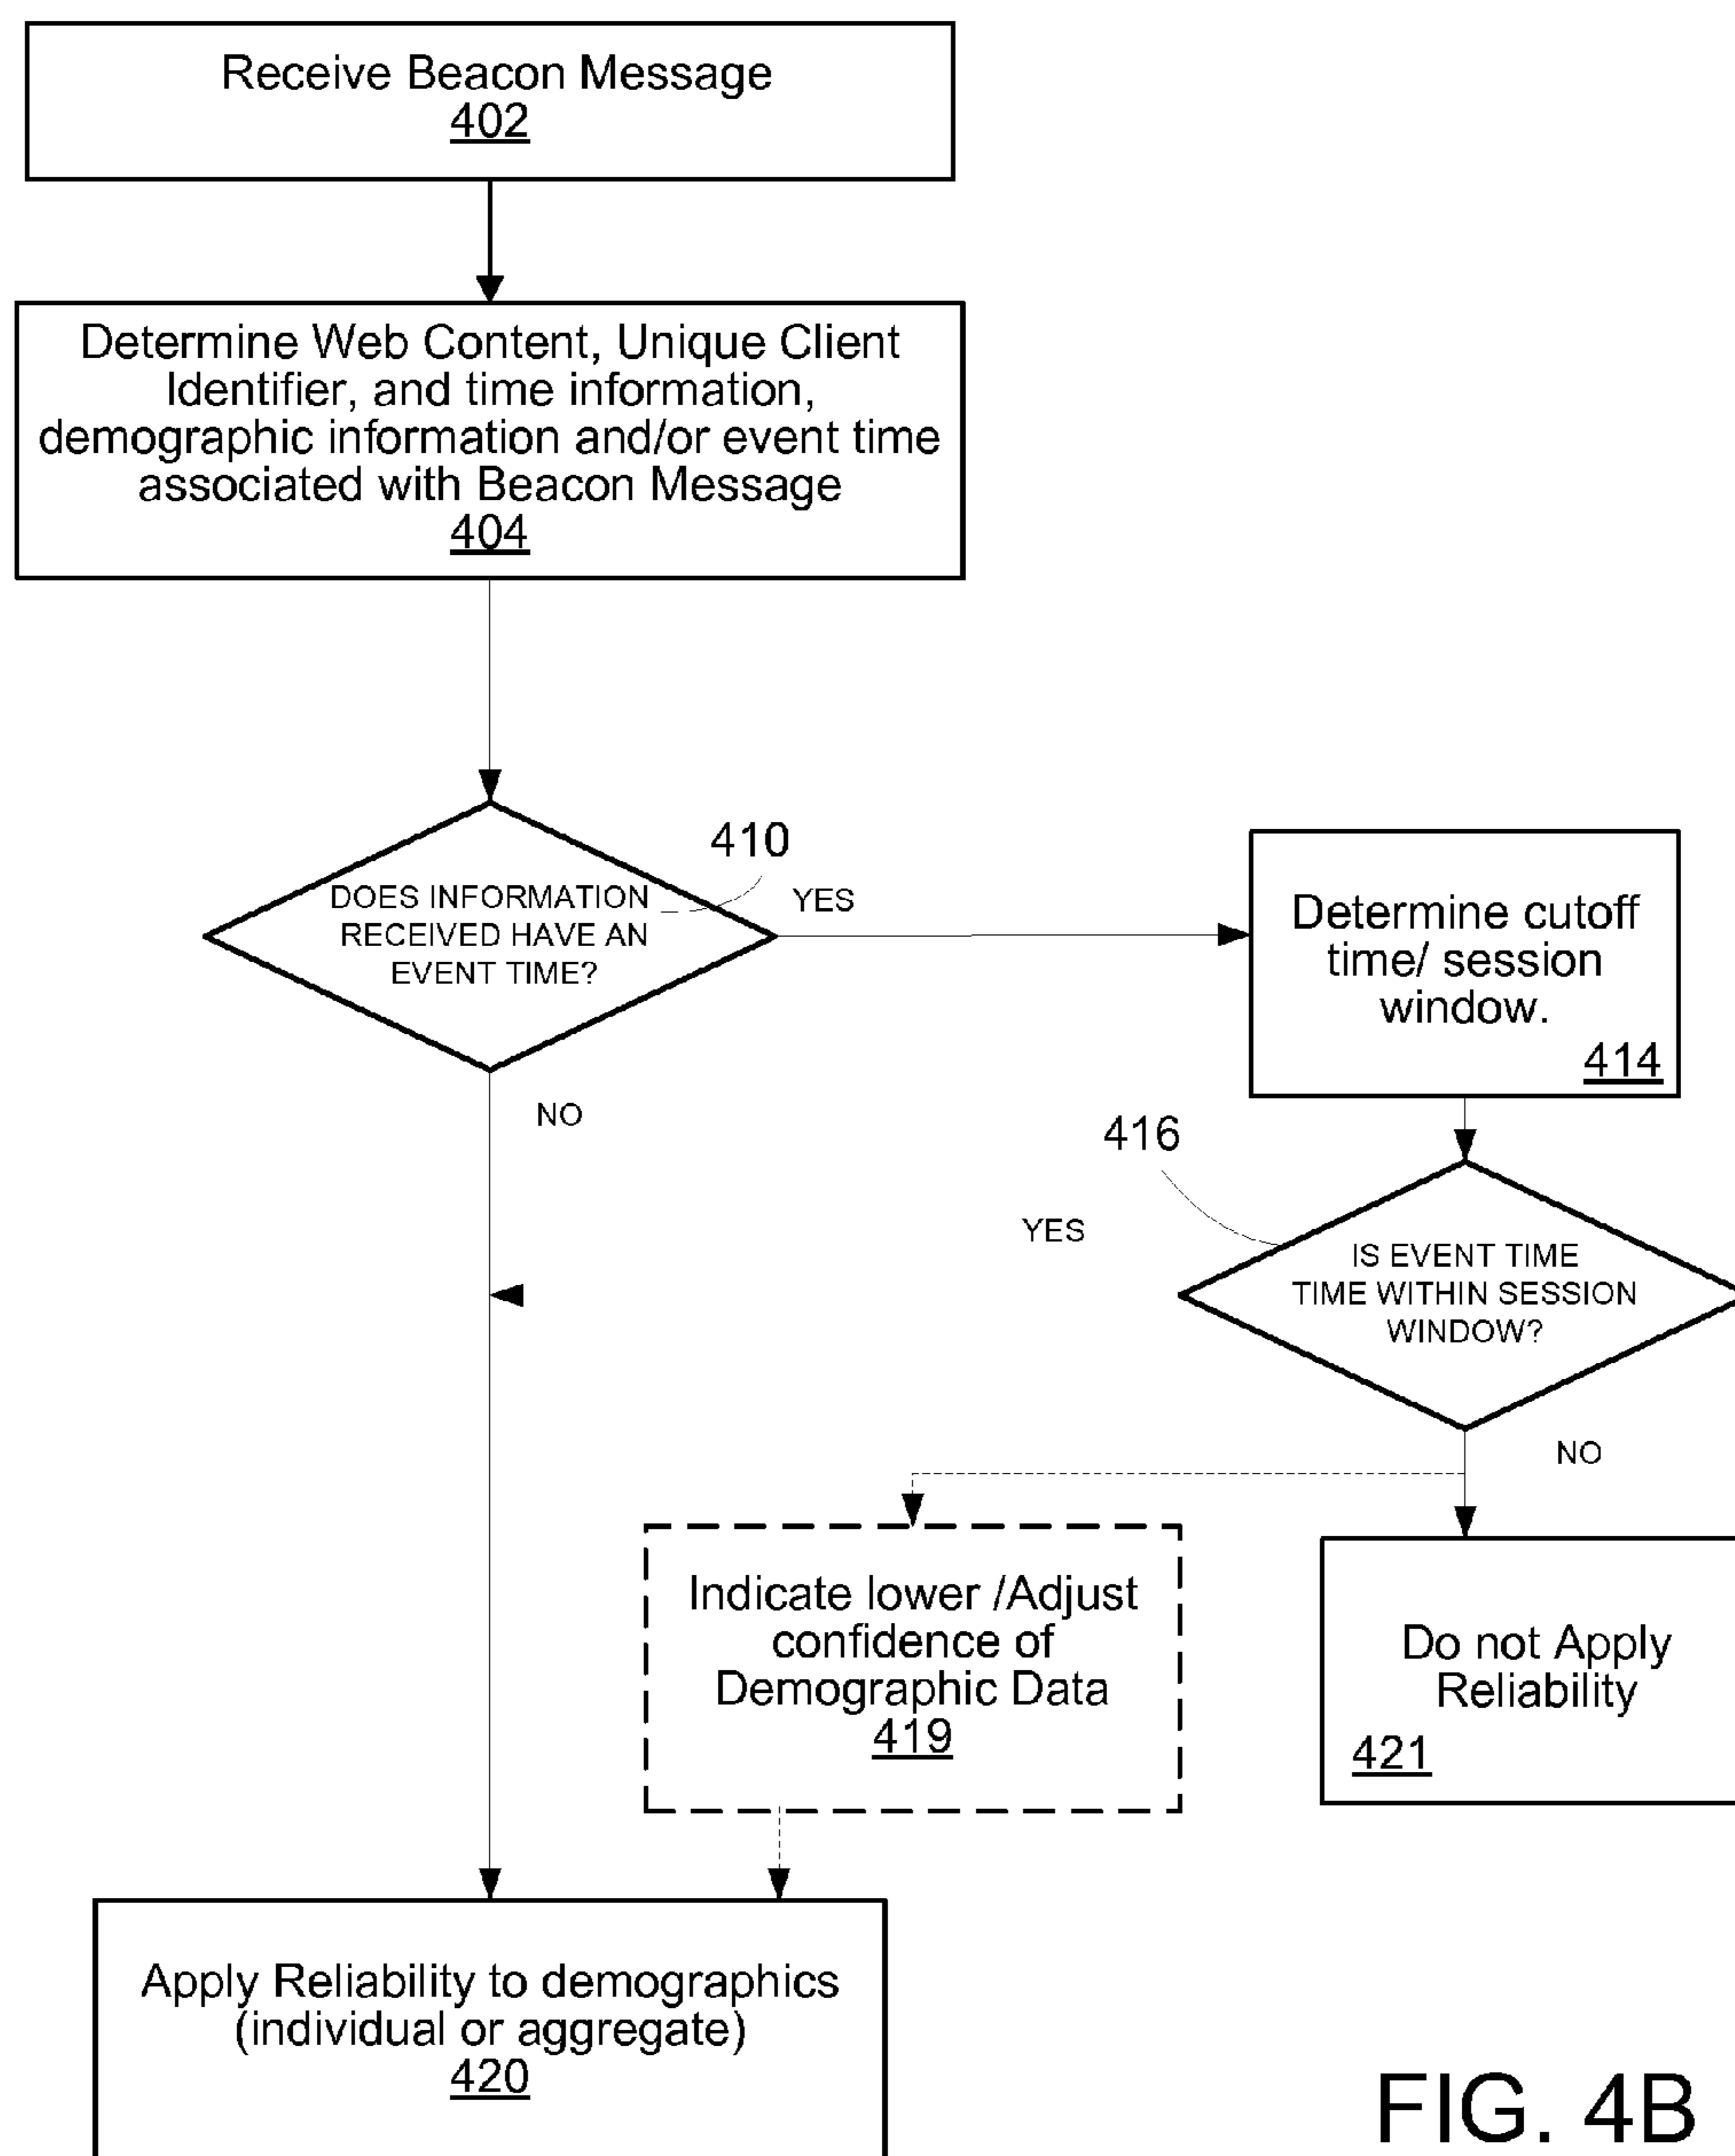 Receive Beacon Message
402
Determine Web Content, Unique Client
Identifier, and time information,
demographic information and/or event time
associated with Beacon Message
404
410
DOES INFORMATION
RECEIVED HAVE AN
EVENT TIME?
YES
NO
Determine cutoff
time/ session
window.
414
416
YES
IS EVENT TIME
TIME WITHIN SESSION
WINDOW?
NO
Indicate lower /Adjust
confidence of
Demographic Data
419
Do not Apply
Reliability
421
Apply Reliability to demographics
(individual or aggregate)
420
FIG. 4B